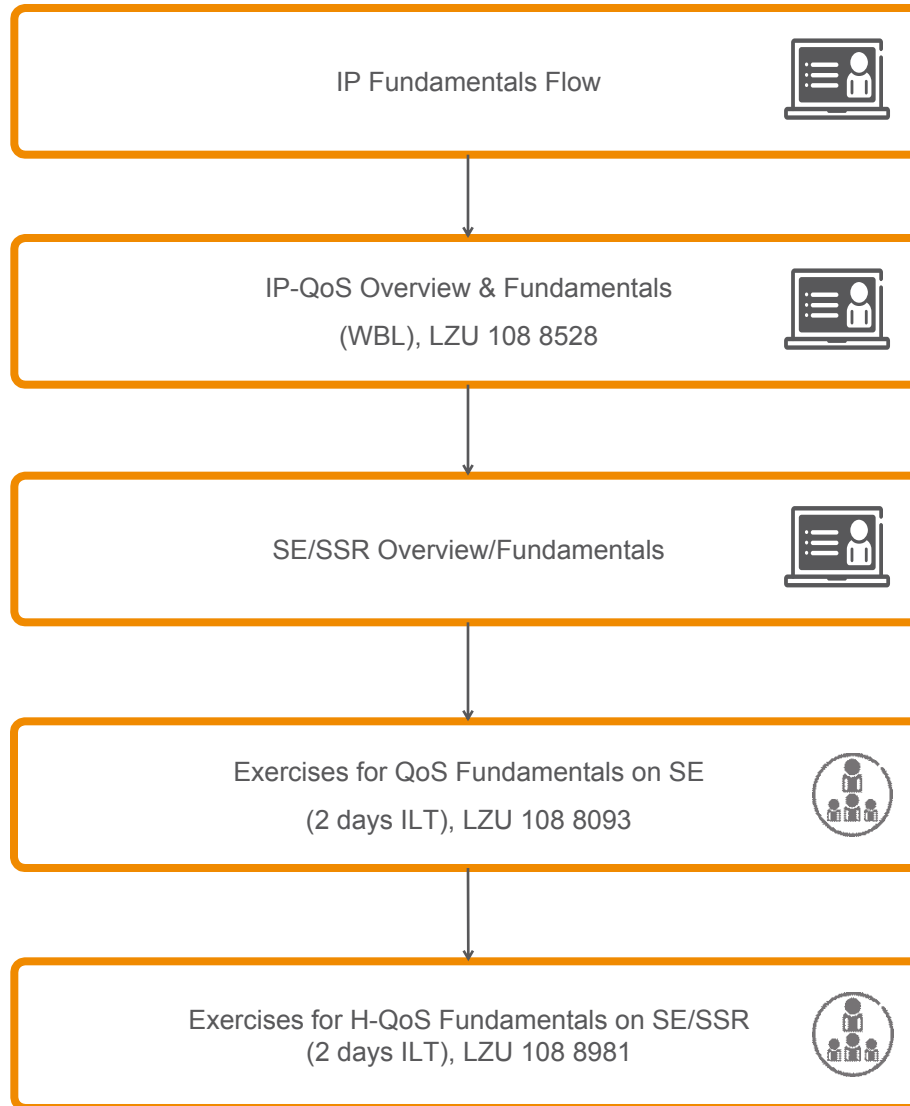 IP Fundamentals Flow
IP-QoS Overview & Fundamentals
(WBL), LZU 108 8528
SE/SSR Overview/Fundamentals
Exercises for QoS Fundamentals on SE
(2 days ILT), LZU 108 8093
Exercises for H-QoS Fundamentals on SE/SSR
(2 days ILT), LZU 108 8981